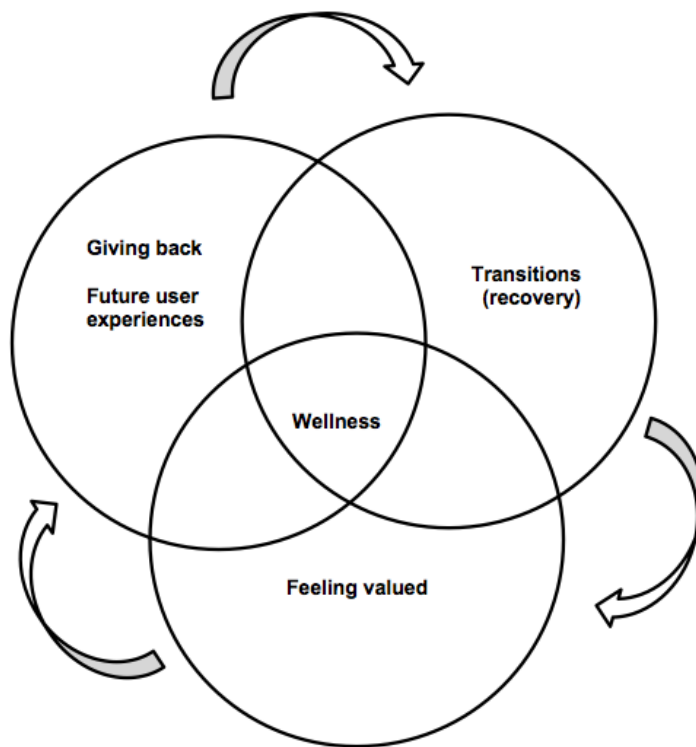 Giving back
Future user
experiences
Transitions
(recovery)
Wellness
Feeling valued